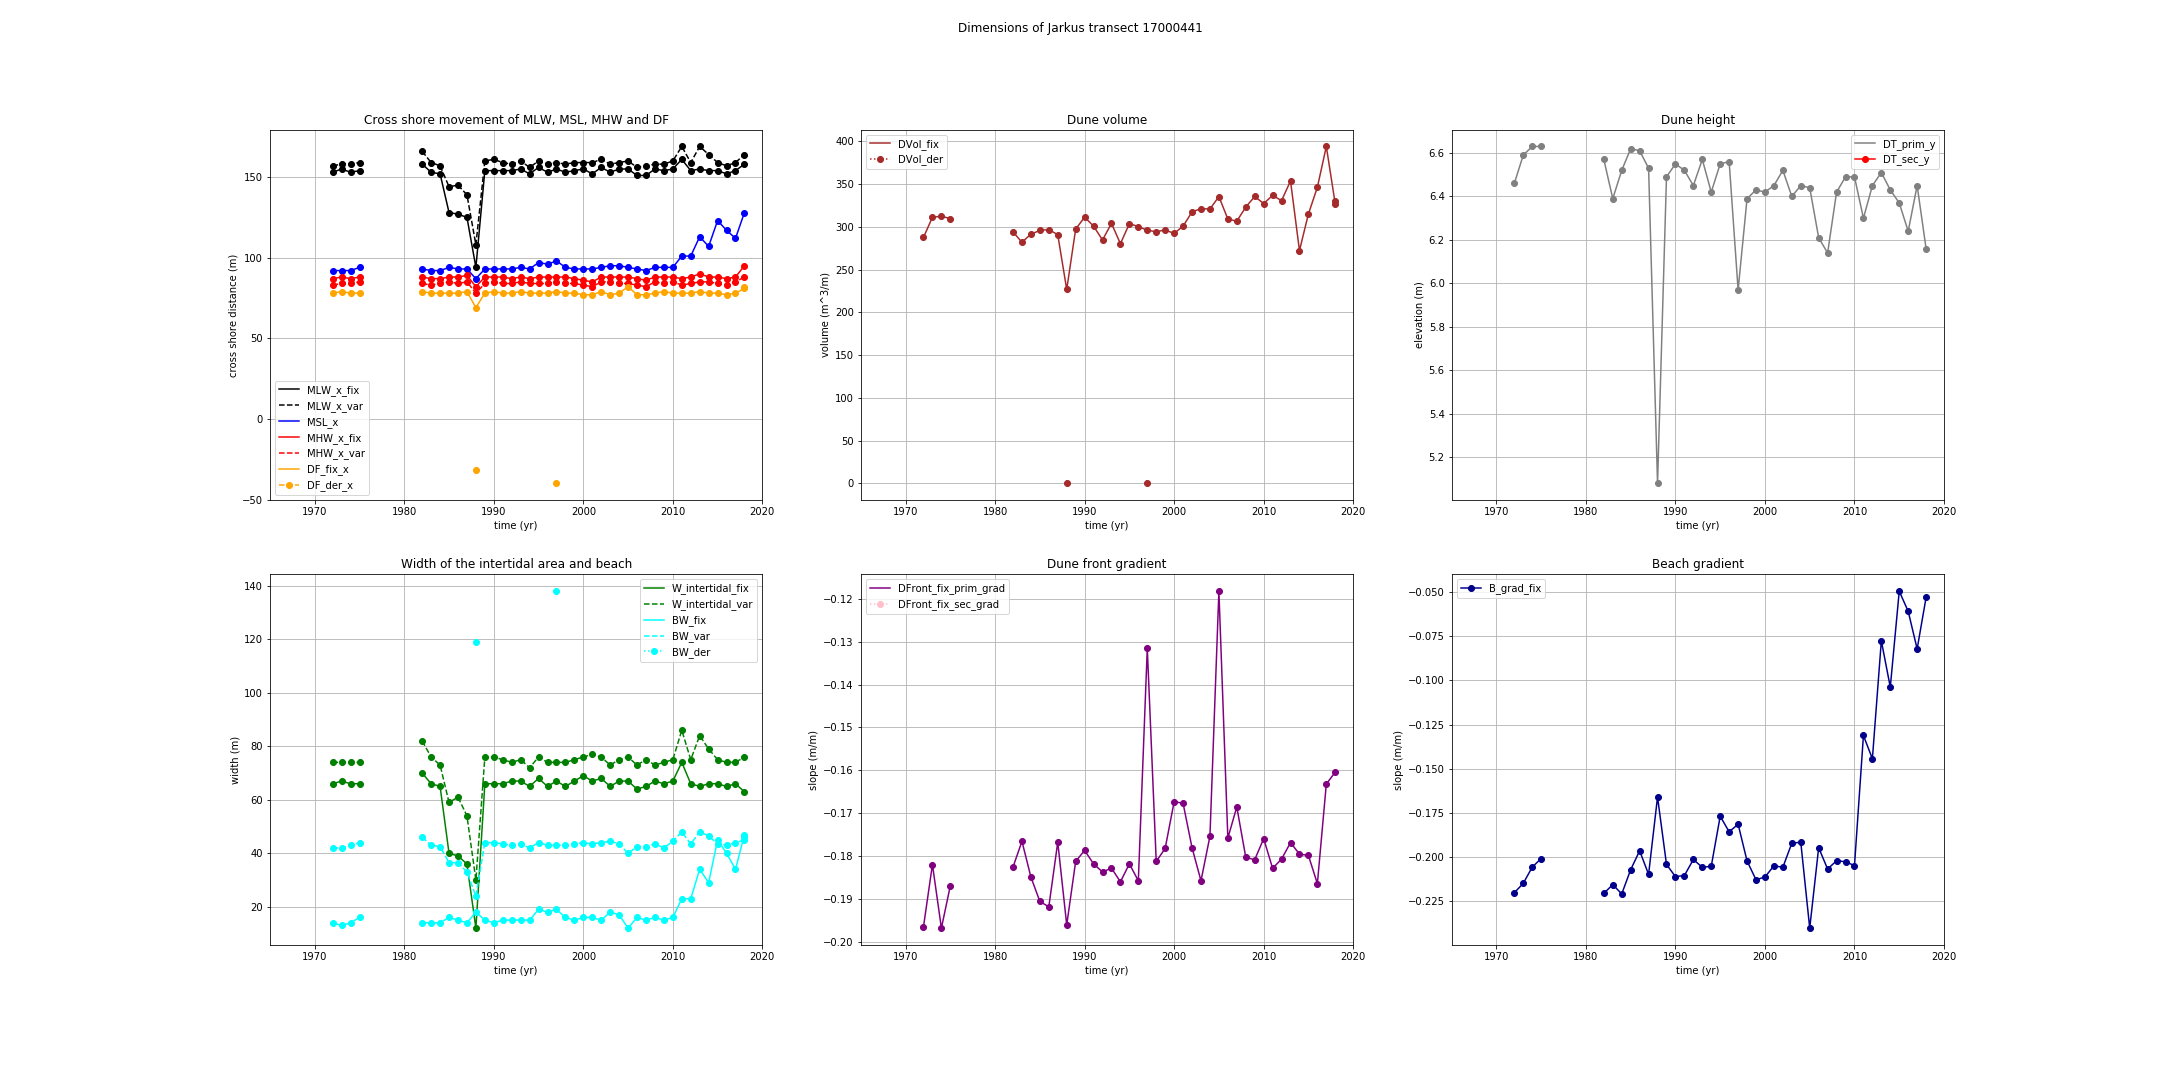 Dimensions of Jarkus transect 17000441
Cross shore movement of MLW, MSL, MHW and DF
cross shore distance (m)
150
100
50
0
−50
MLW_x_fix
MLW_x_var
MSL_x
MHW_x_fix
MHW_x_var
DF_fix_x
DF_der_x
1970 1980 1990 2000 2010 2020
time (yr)
Dune volume
volume (m^3/m)
400
350
300
250
200
150
100
50
0
DVol_fix
DVol_der
1970 1980 1990 2000 2010 2020
time (yr)
Dune height
elevation (m)
6.6
6.4
6.2
6.0
5.8
5.6
5.4
5.2
DT_prim_y
DT_sec_y
1970 1980 1990 2000 2010 2020
time (yr)
Width of the intertidal area and beach
width (m)
140
120
100
80
60
40
20
W_intertidal_fix
W_intertidal_var
BW_fix
BW_var
BW_der
1970 1980 1990 2000 2010 2020
time (yr)
Dune front gradient
slope (m/m)
−0.12
−0.13
−0.14
−0.15
−0.16
−0.17
−0.18
−0.19
−0.20
DFront_fix_prim_grad
DFront_fix_sec_grad
1970 1980 1990 2000 2010 2020
time (yr)
Beach gradient
slope (m/m)
−0.050
−0.075
−0.100
−0.125
−0.150
−0.175
−0.200
−0.225
B_grad_fix
1970 1980 1990 2000 2010 2020
time (yr)